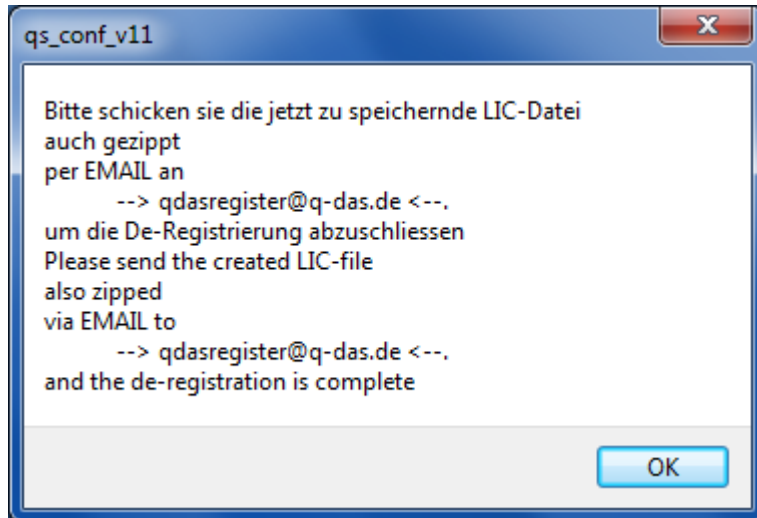 qs_conf_v11
Bitte schicken sie die jetzt zu speichernde LIC-Datei
auch gezippt
per EMAIL an
--> qdasregister@q-das.de <--.
um die De-Registrierung abzuschliessen
Please send the created LIC-file
also zipped
via EMAIL to
--> qdasregister@q-das.de <--.
and the de-registration is complete
OK